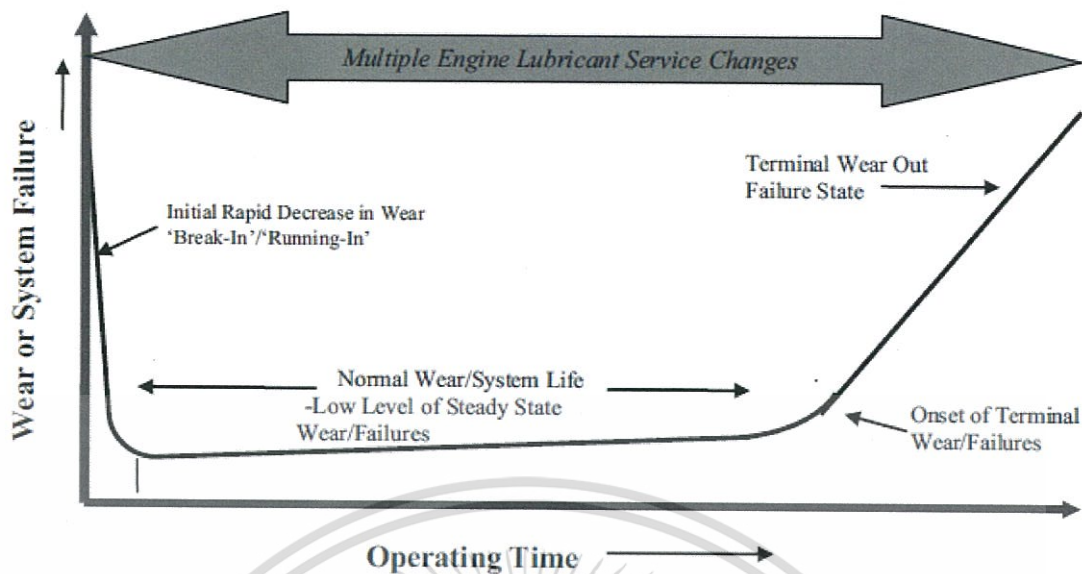 Multiple Engine Lubricant Service Changes
Wear or System Failure
Terminal Wear Out
Failure State
Initial Rapid Decrease in Wear
‘Break-In’/‘Running-In’
Normal Wear/System Life
-Low Level of Steady State
Wear/Failures
Onset of Terminal
Wear/Failures
Operating Time